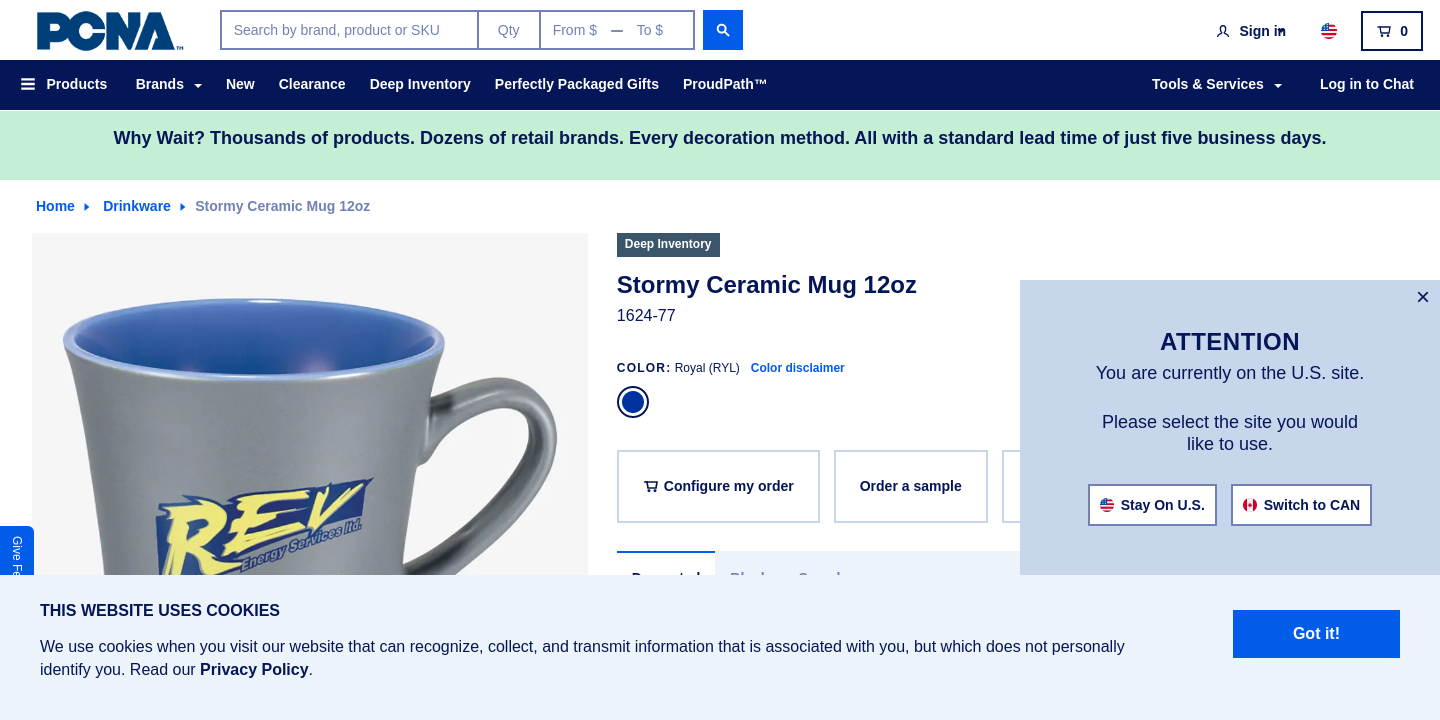 PCNA™
Search by brand, product or SKU
Qty
From $ — To $
Sign in
0
Products
Brands
New
Clearance
Deep Inventory
Perfectly Packaged Gifts
ProudPath™
Tools & Services
Log in to Chat
Why Wait? Thousands of products. Dozens of retail brands. Every decoration method. All with a standard lead time of just five business days.
Home
Drinkware
Stormy Ceramic Mug 12oz
Deep Inventory
Stormy Ceramic Mug 12oz
1624-77
COLOR: Royal (RYL) Color disclaimer
Configure my order
Order a sample
REV
Energy Services ltd.
×
ATTENTION
You are currently on the U.S. site.
Please select the site you would
like to use.
Stay On U.S.
Switch to CAN
Give Fe
THIS WEBSITE USES COOKIES
We use cookies when you visit our website that can recognize, collect, and transmit information that is associated with you, but which does not personally
identify you. Read our Privacy Policy.
Got it!